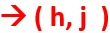 → ( h, j )